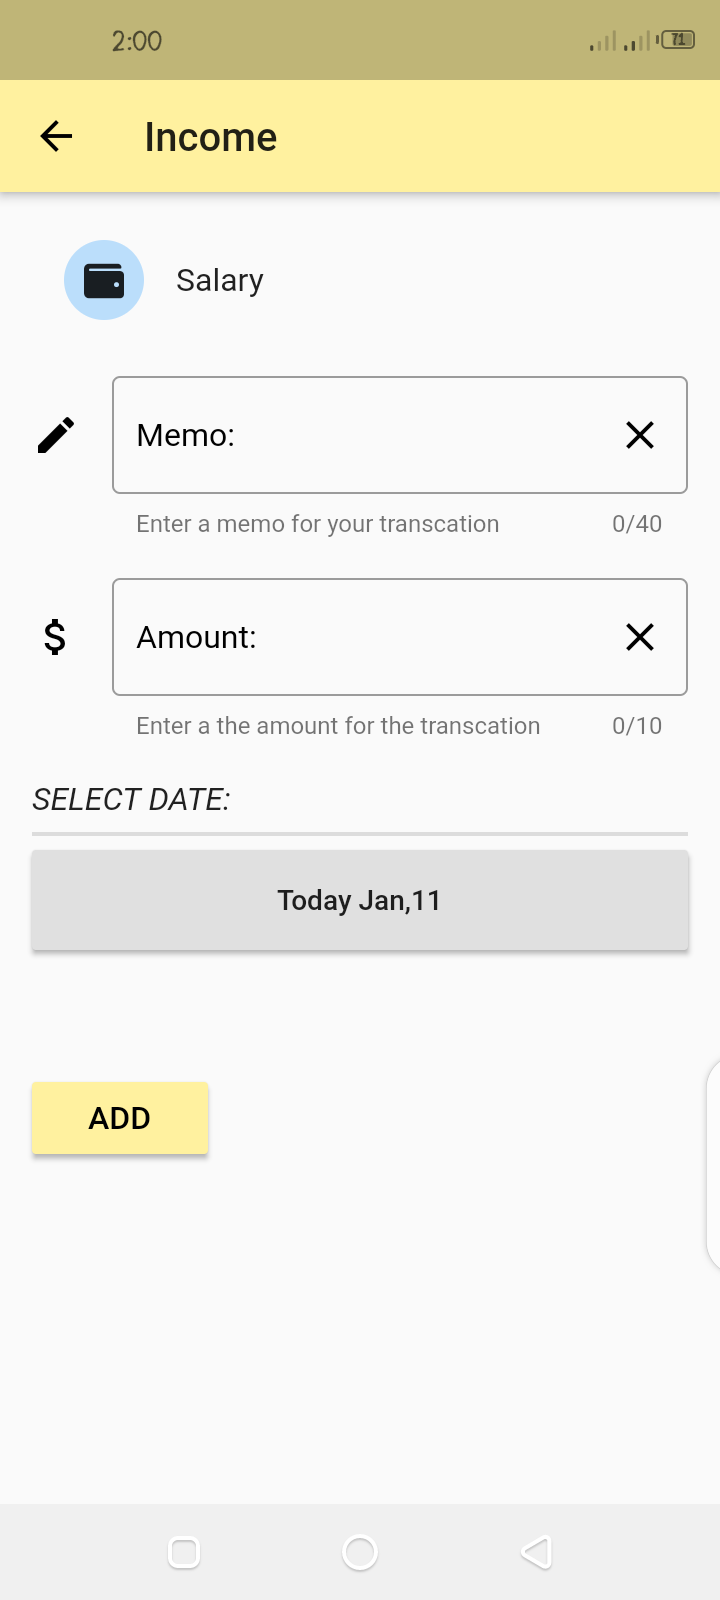 2:00
71
Income
Salary
Memo:
Enter a memo for your transcation 0/40
$
Amount:
Enter a the amount for the transcation 0/10
SELECT DATE:
Today Jan,11
ADD